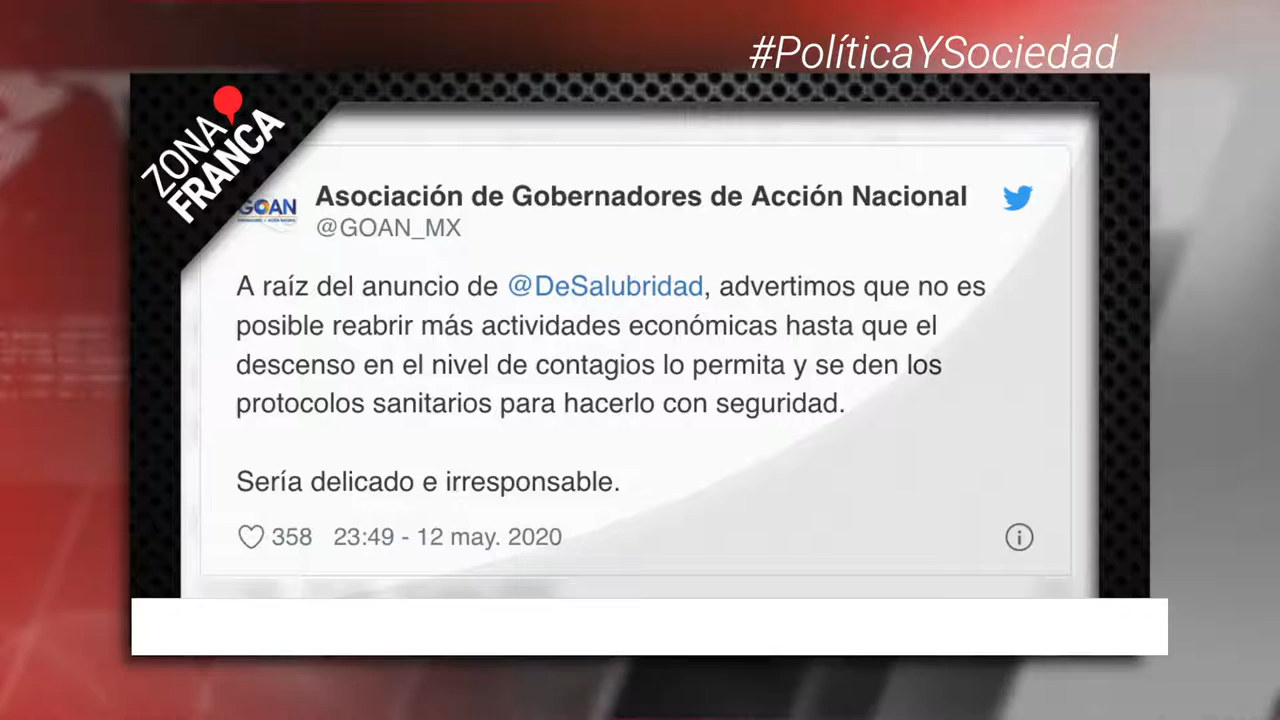 #PolíticaYSociedad
ZONA
FRANCA
GOAN
Asociación de Gobernadores de Acción Nacional
@GOAN_MX
A raíz del anuncio de @DeSalubridad, advertimos que no es
posible reabrir más actividades económicas hasta que el
descenso en el nivel de contagios lo permita y se den los
protocolos sanitarios para hacerlo con seguridad.
Sería delicado e irresponsable.
358 23:49 - 12 may. 2020